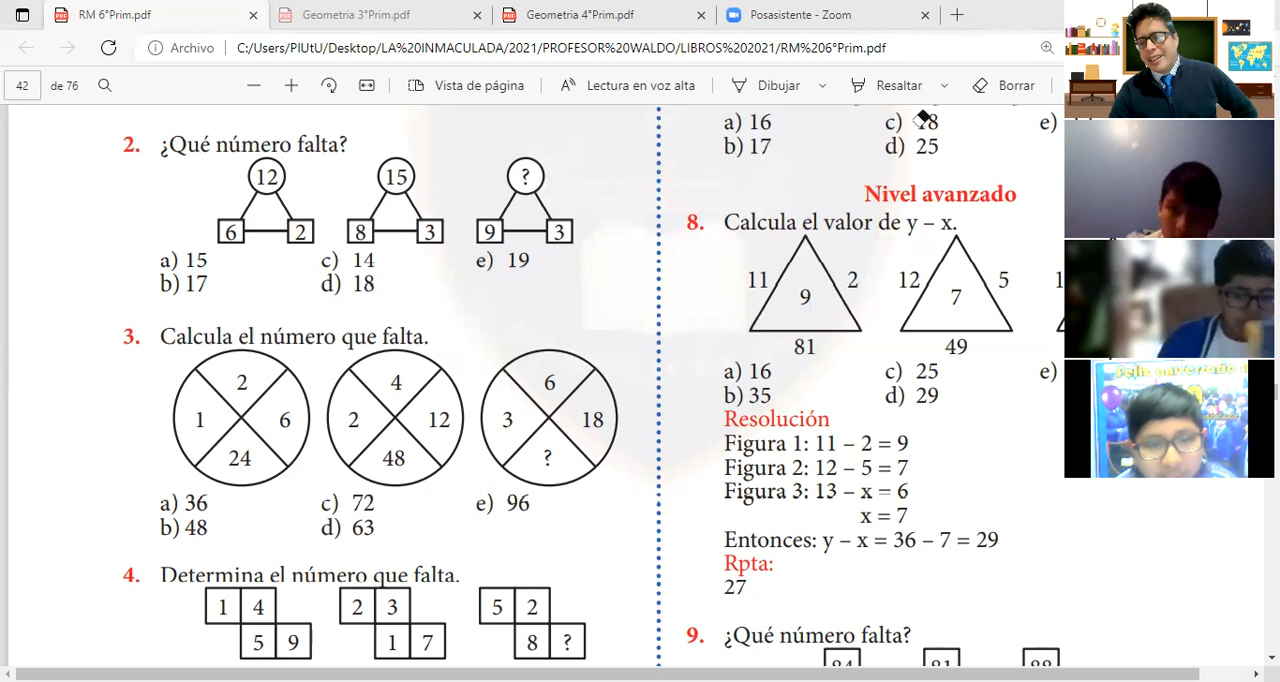 RM 6°Prim.pdf
Geometria 3°Prim.pdf
Geometria 4°Prim.pdf
Posasistente - Zoom
Archivo
C:/Users/PIUtU/Desktop/LA%20INMACULADA/2021/PROFESOR%20WALDO/LIBROS%202021/RM%206°Prim.pdf
42 de 76
Vista de página
Lectura en voz alta
Dibujar
Resaltar
Borrar
2. ¿Qué número falta?
12 15 ?
6 2 8 3 9 3
a) 15 c) 14 e) 19
b) 17 d) 18
3. Calcula el número que falta.
2 4 6
1 6 2 12 3 18
24 48 ?
a) 36 c) 72 e) 96
b) 48 d) 63
4. Determina el número que falta.
1 4 2 3 5 2
5 9 1 7 8 ?
a) 16 c) 18 e)
b) 17 d) 25
Nivel avanzado
8. Calcula el valor de y – x.
11 2 12 5 1
9 7
81 49
a) 16 c) 25 e)
b) 35 d) 29
Resolución
Figura 1: 11 – 2 = 9
Figura 2: 12 – 5 = 7
Figura 3: 13 – x = 6
x = 7
Entonces: y – x = 36 – 7 = 29
Rpta:
27
9. ¿Qué número falta?
84 81 88
Feliz aniversario